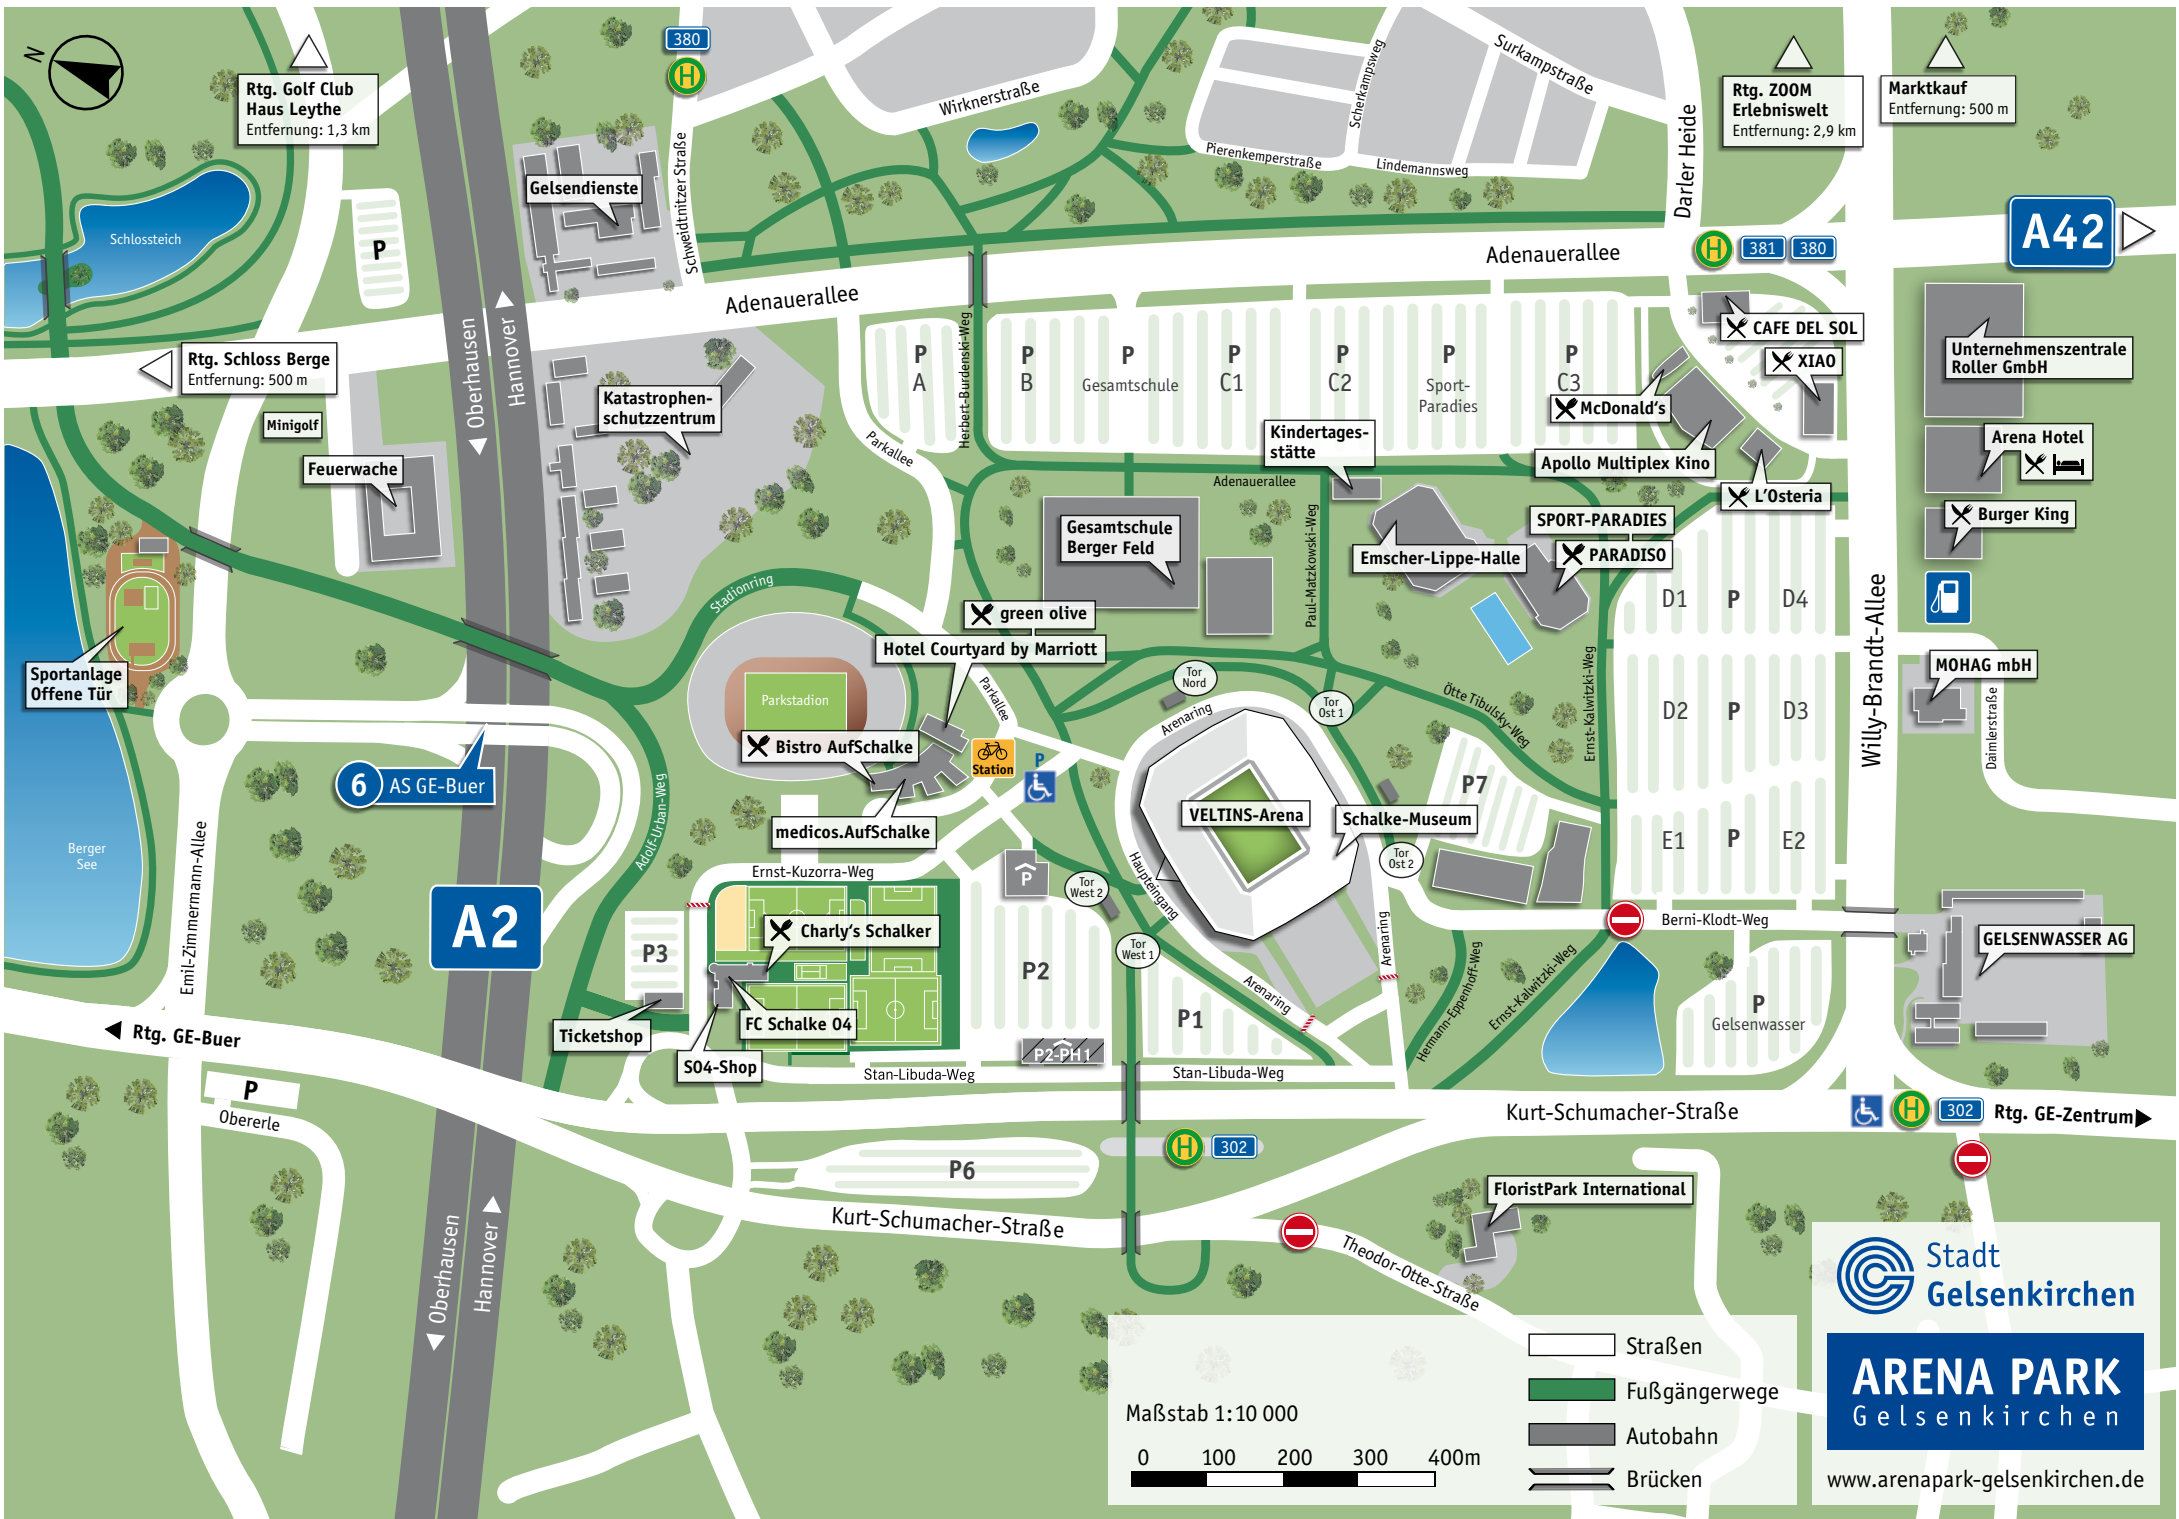 N
Rtg. Golf Club
Haus Leythe
Entfernung: 1,3 km
380
H
Wirknerstraße
Scherkampsweg
Surkampstraße
Pierenkemperstraße
Lindemannsweg
Darler Heide
Rtg. ZOOM
Erlebniswelt
Entfernung: 2,9 km
Marktkauf
Entfernung: 500 m
Schlossteich
P
Gelsendienste
Schweidtnitzer Straße
Adenauerallee
Adenauerallee
H
381
380
A42
Oberhausen
Hannover
Rtg. Schloss Berge
Entfernung: 500 m
Minigolf
Feuerwache
Katastrophen-
schutzzentrum
Parkallee
P
A
Herbert-Burdenski-Weg
P
B
P
Gesamtschule
P
C1
P
C2
P
Sport-
Paradies
P
C3
CAFE DEL SOL
XIAO
McDonald's
Apollo Multiplex Kino
L'Osteria
Unternehmenszentrale
Roller GmbH
Arena Hotel
Burger King
Kindertages-
stätte
Adenauerallee
Gesamtschule
Berger Feld
Paul-Matzkowski-Weg
Emscher-Lippe-Halle
SPORT-PARADIES
PARADISO
Stadionring
green olive
Hotel Courtyard by Marriott
Parkallee
Parkstadion
Bistro AufSchalke
medicos.AufSchalke
Station
P
Sportanlage
Offene Tür
6
AS GE-Buer
Adolf-Urban-Weg
Tor
Nord
Tor
Ost 1
Arenaring
Ötte Tibulsky-Weg
Ernst-Kalwitzki-Weg
D1
P
D4
D2
P
D3
E1
P
E2
Willy-Brandt-Allee
MOHAG mbH
Daimlerstraße
VELTINS-Arena
Schalke-Museum
P7
Tor
Ost 2
Haupteingang
Berger
See
Emil-Zimmermann-Allee
A2
Ernst-Kuzorra-Weg
P
Tor
West 2
Tor
West 1
P3
Charly's Schalker
FC Schalke 04
Ticketshop
S04-Shop
P2
P2-PH1
P1
Arenaring
Arenaring
Hermann-Eppenhoff-Weg
Ernst-Kalwitzki-Weg
Berni-Klodt-Weg
P
Gelsenwasser
GELSENWASSER AG
Rtg. GE-Buer
P
Obererle
Stan-Libuda-Weg
Stan-Libuda-Weg
Kurt-Schumacher-Straße
H
302
Rtg. GE-Zentrum
H
302
P6
Kurt-Schumacher-Straße
Theodor-Otte-Straße
FloristPark International
Oberhausen
Hannover
Maßstab 1:10 000
0 100 200 300 400m
Straßen
Fußgängerwege
Autobahn
Brücken
Stadt
Gelsenkirchen
ARENA PARK
Gelsenkirchen
www.arenapark-gelsenkirchen.de